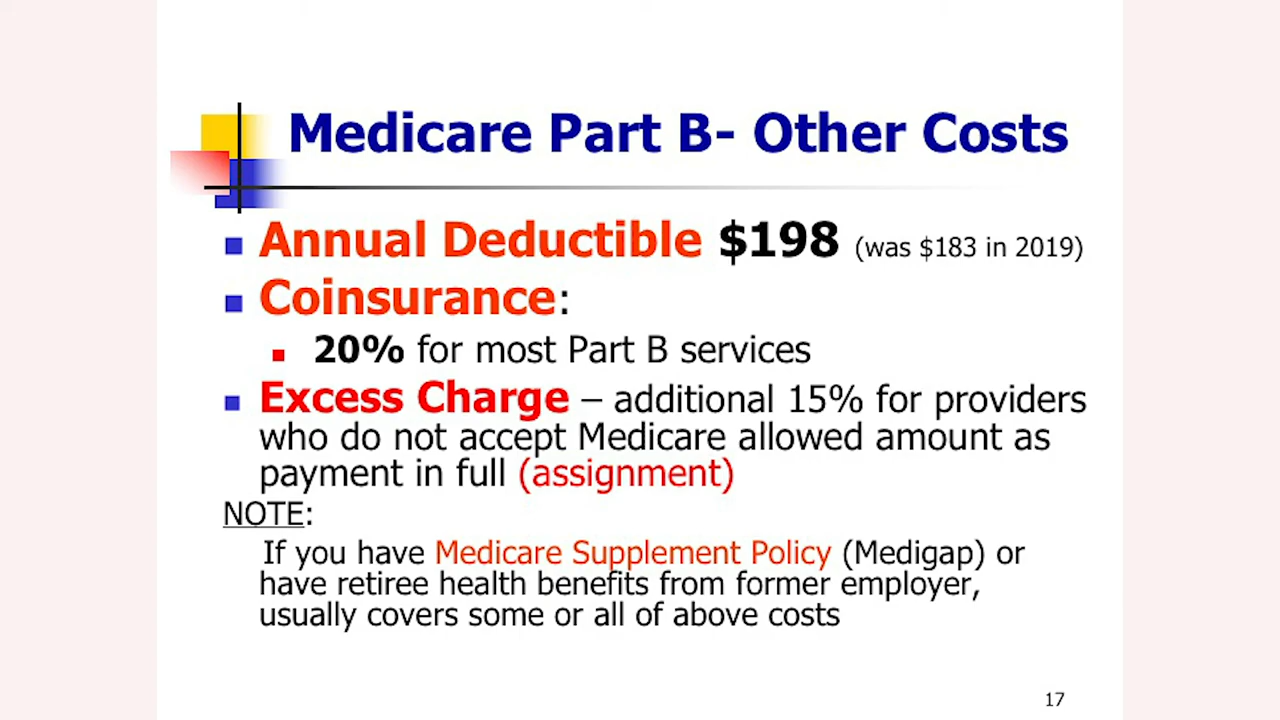 Medicare Part B- Other Costs
Annual Deductible $198 (was $183 in 2019)
Coinsurance:
20% for most Part B services
Excess Charge – additional 15% for providers
who do not accept Medicare allowed amount as
payment in full (assignment)
NOTE:
If you have Medicare Supplement Policy (Medigap) or
have retiree health benefits from former employer,
usually covers some or all of above costs
17